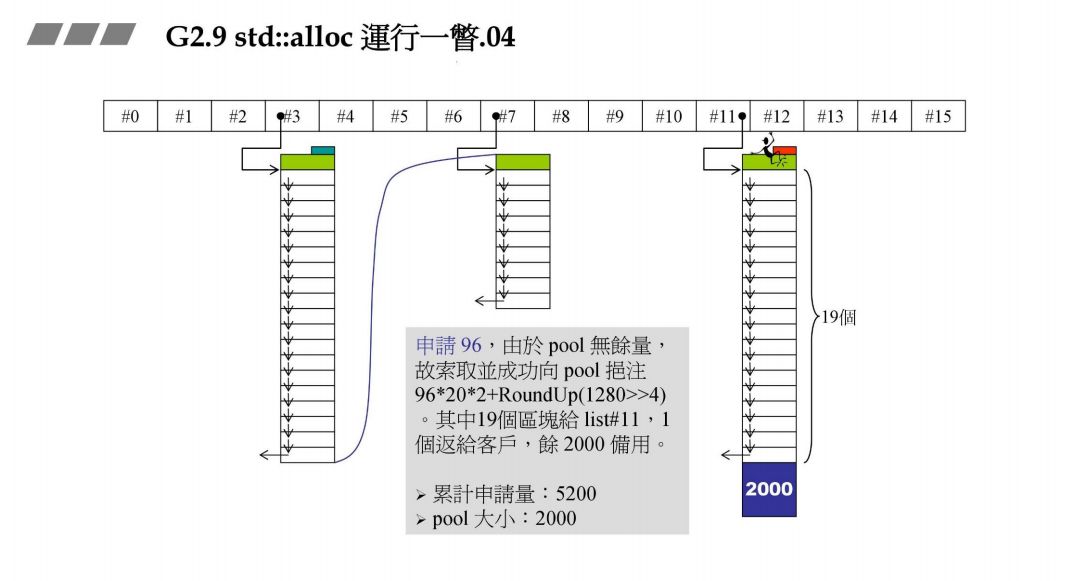 G2.9 std::alloc 運行一瞥.04
#0 #1 #2 #3 #4 #5 #6 #7 #8 #9 #10 #11 #12 #13 #14 #15
19個
申請 96，由於 pool 無餘量，
故索取並成功向 pool 挹注
96*20*2+RoundUp(1280>>4)
。其中19個區塊給 list#11，1
個返給客戶，餘 2000 備用。
2000
➢ 累計申請量：5200
➢ pool 大小：2000